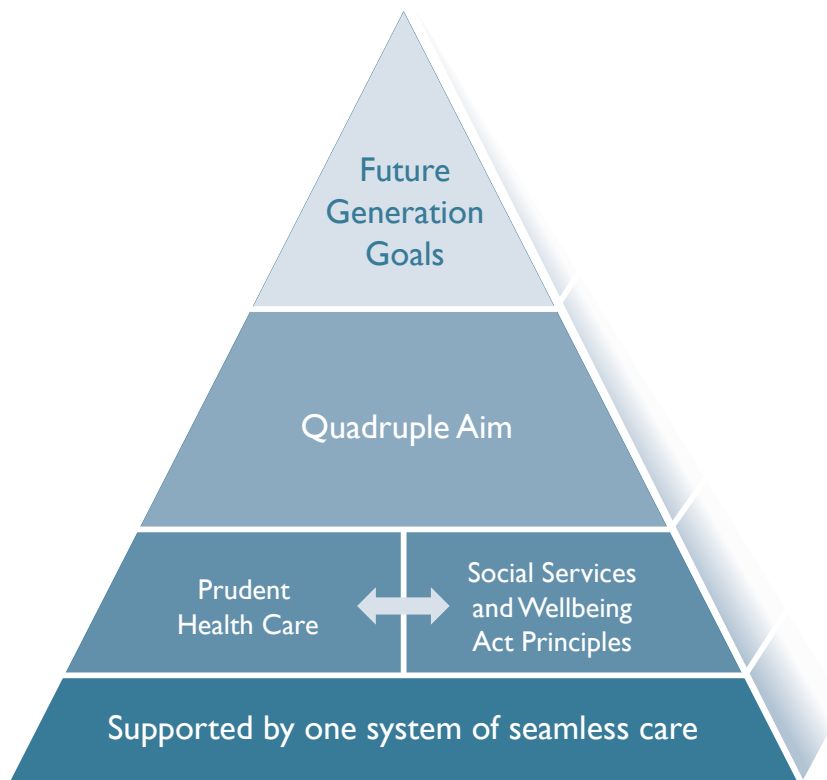 Future
Generation
Goals
Quadruple Aim
Prudent
Health Care
Social Services
and Wellbeing
Act Principles
Supported by one system of seamless care